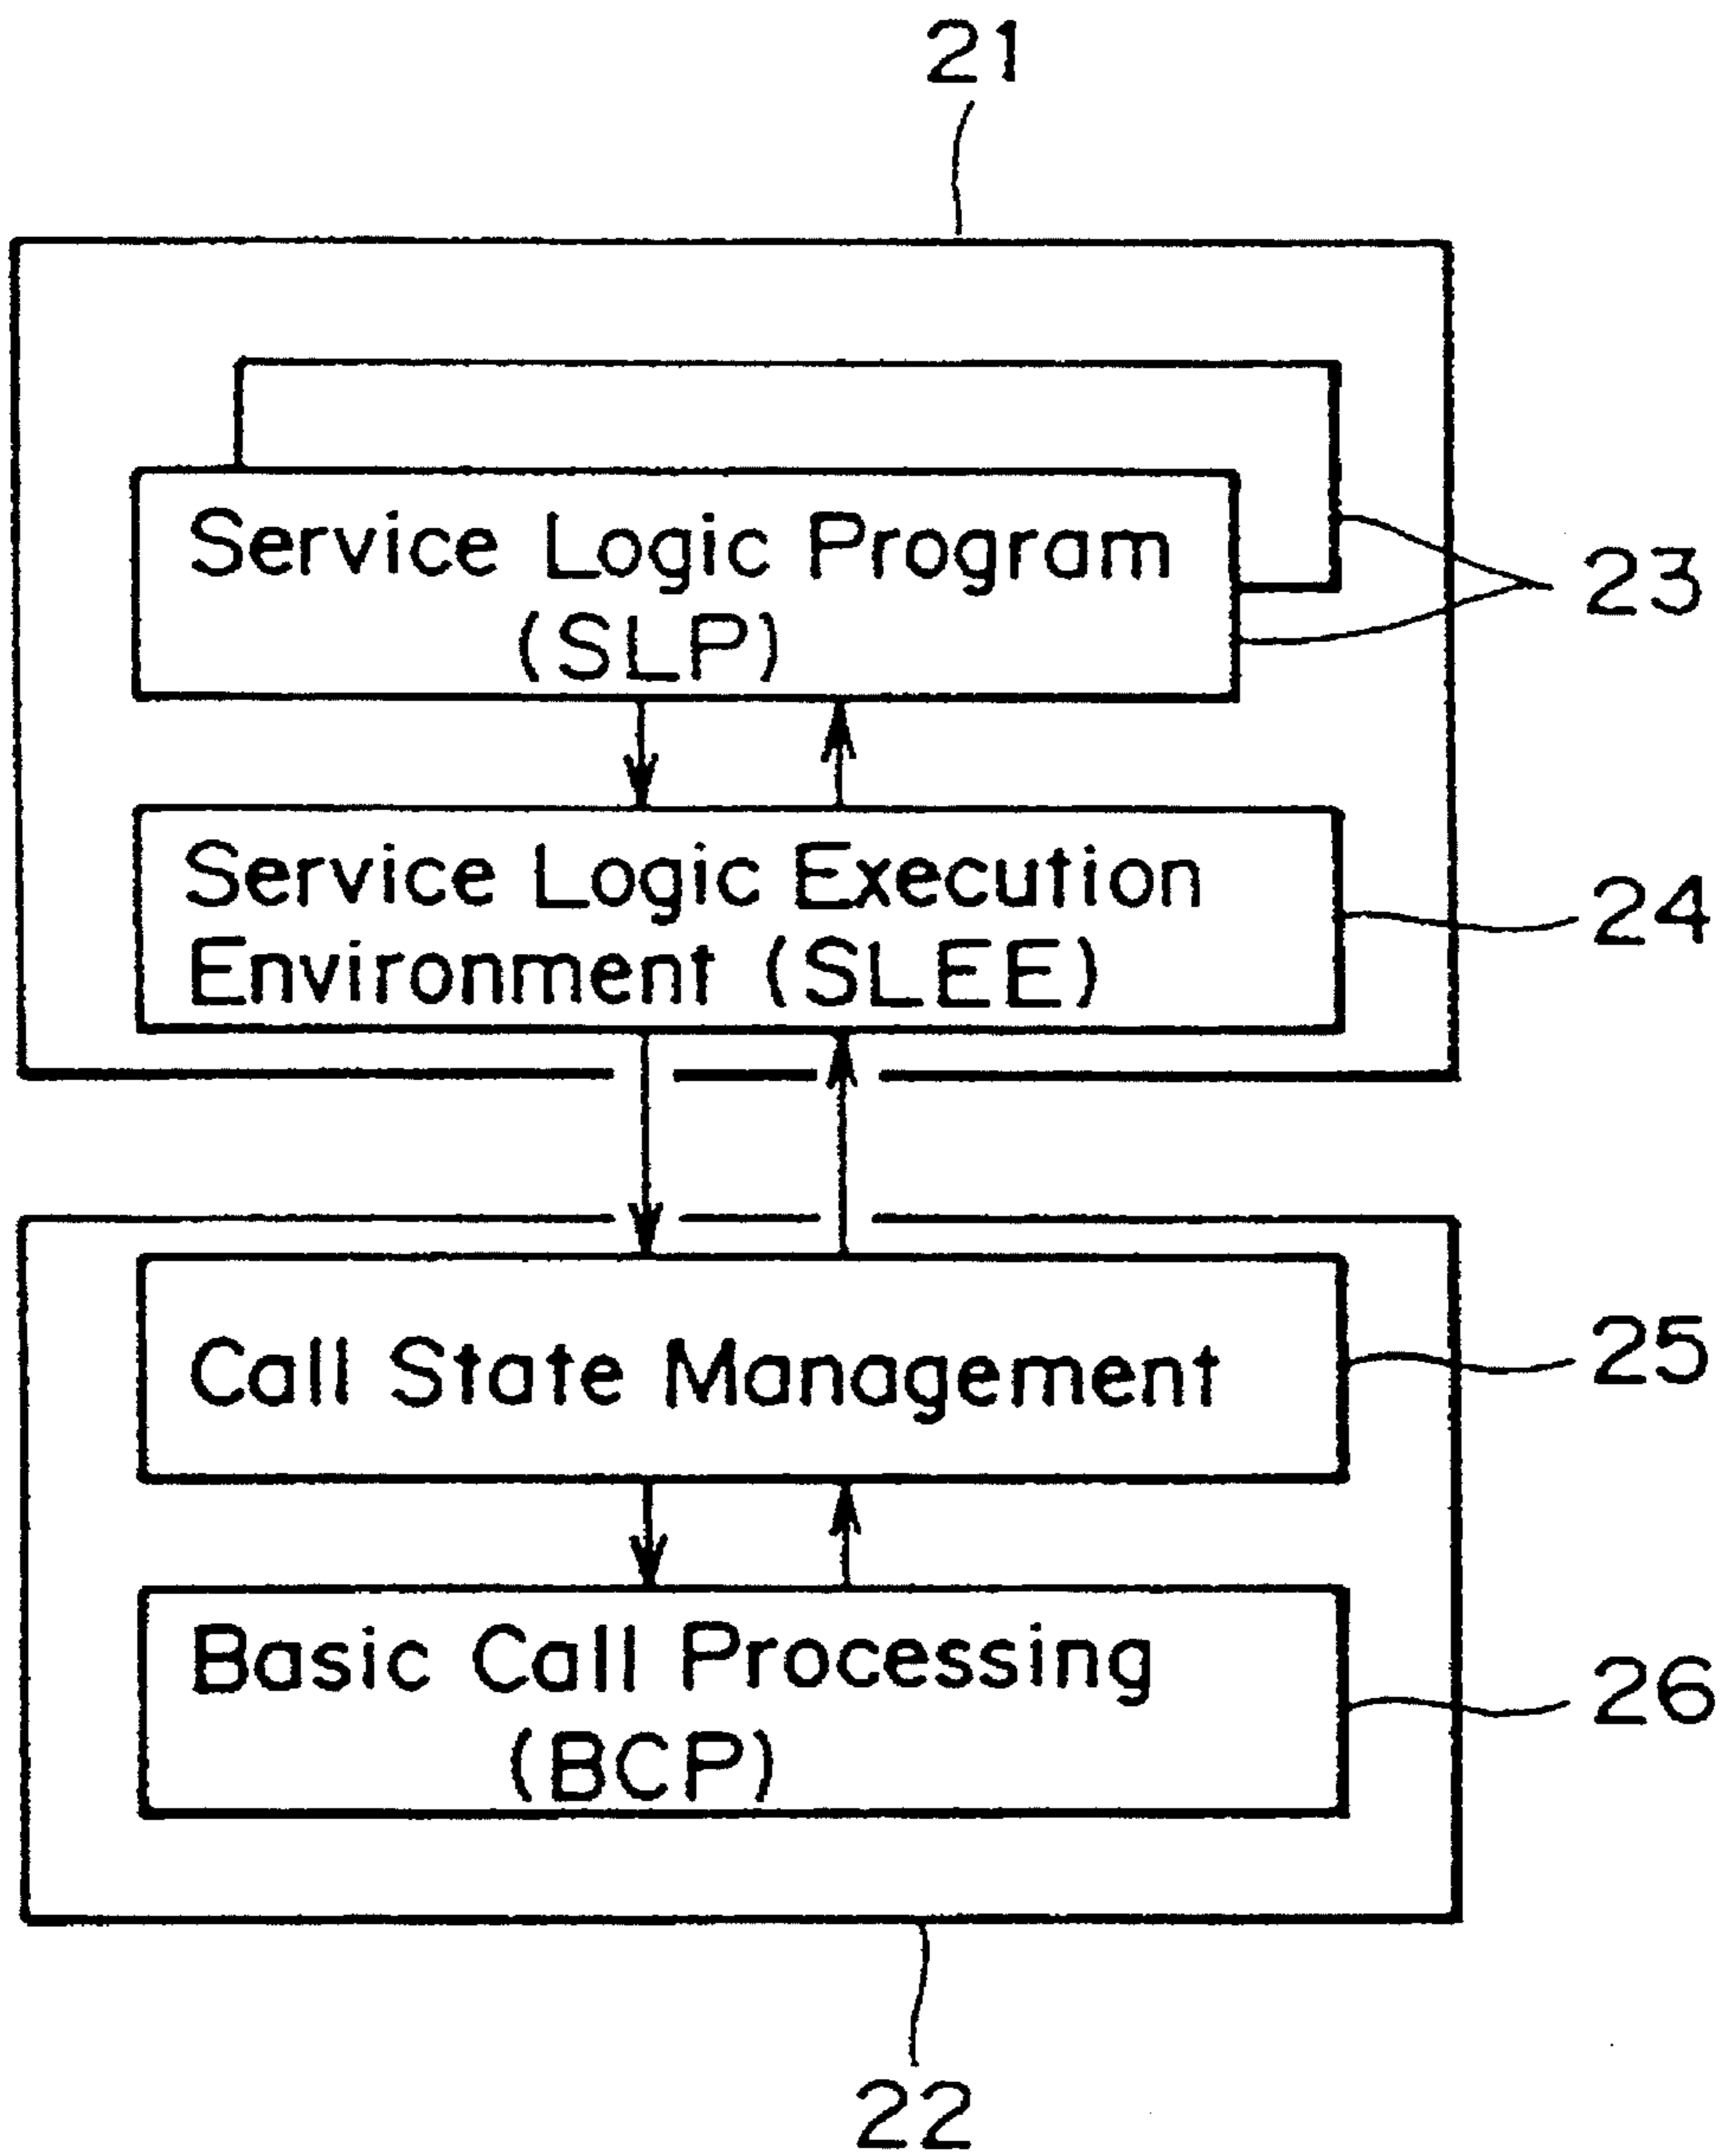 21
Service Logic Program
(SLP)
23
Service Logic Execution
Environment (SLEE)
24
Call State Management
25
Basic Call Processing
(BCP)
26
22